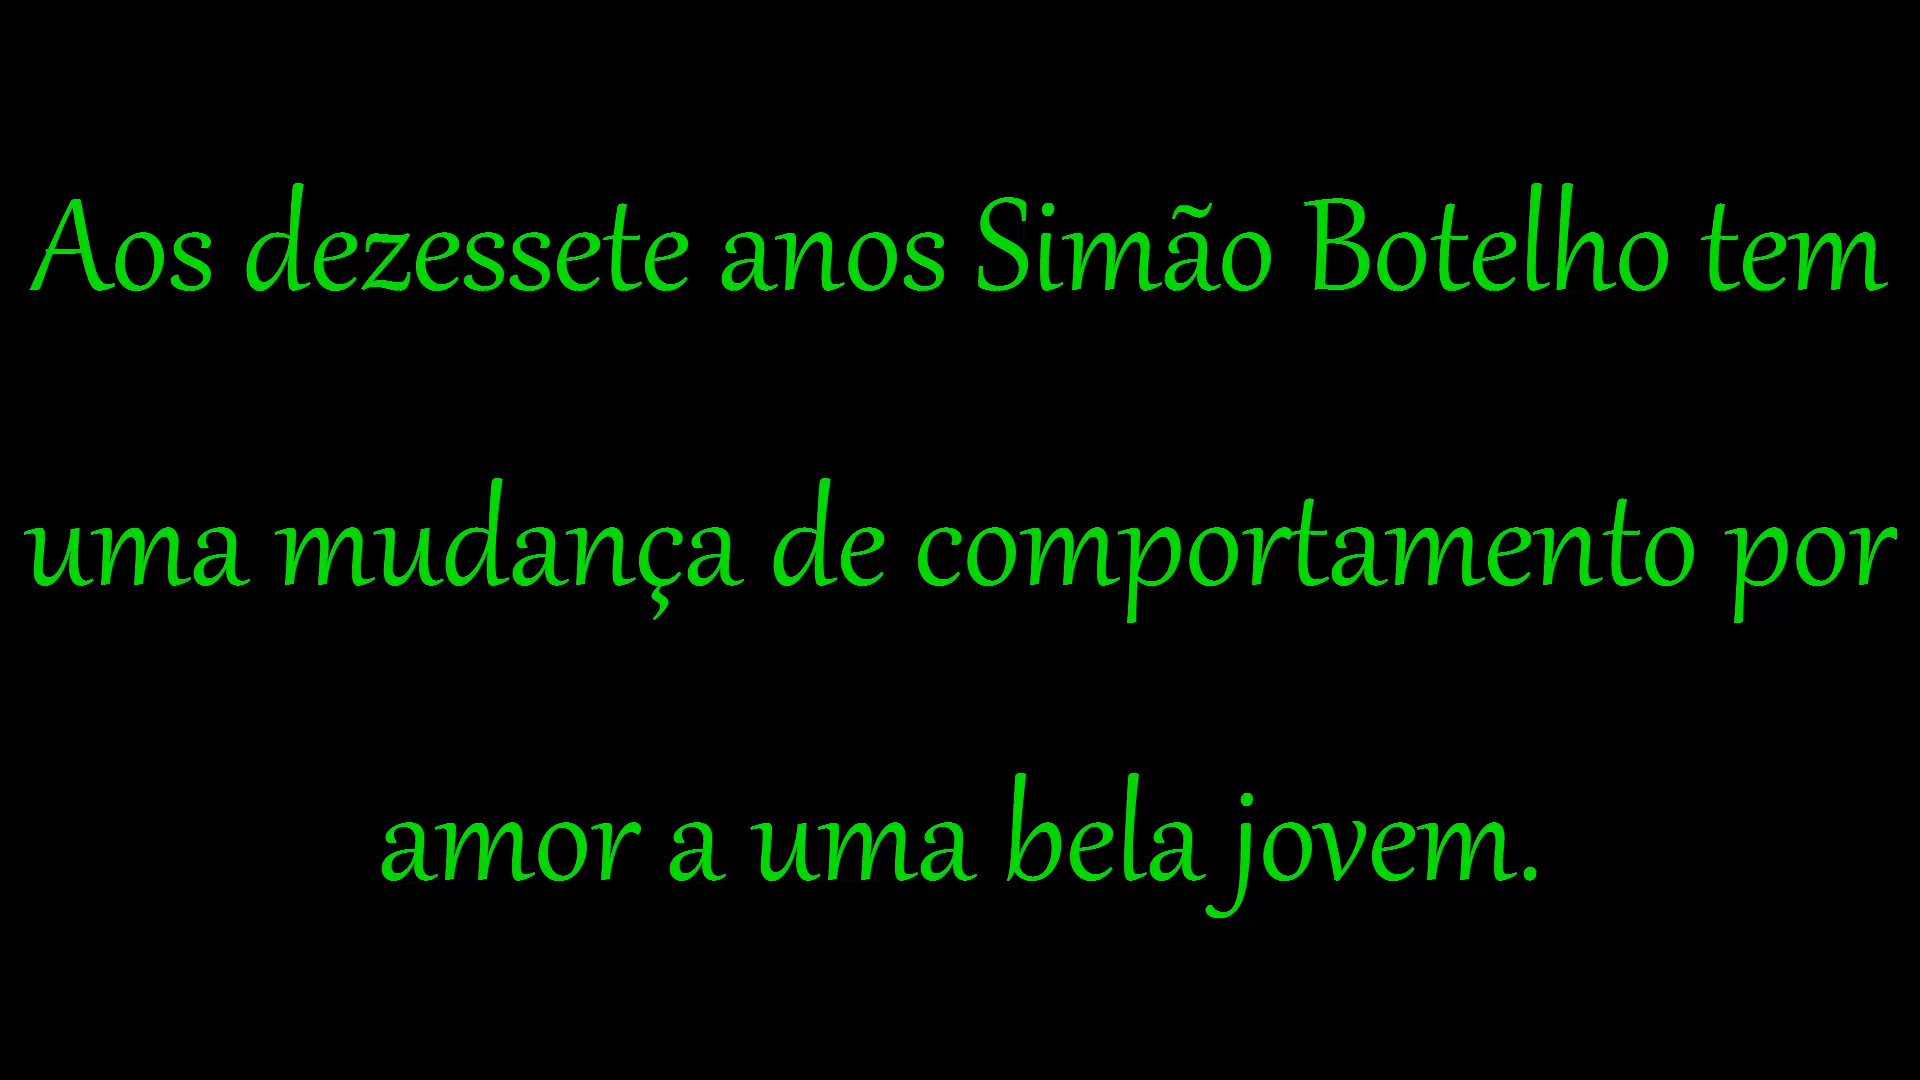 Aos dezessete anos Simão Botelho tem
uma mudança de comportamento por
amor a uma bela jovem.